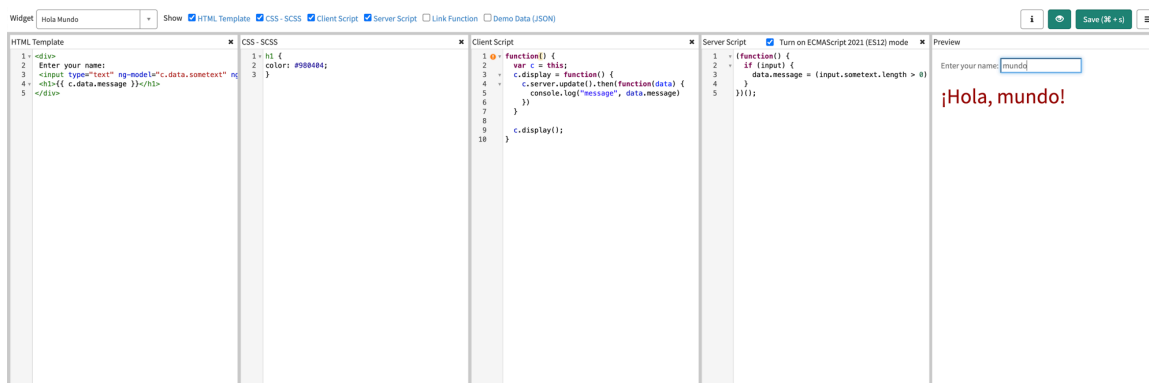 Widget Hola Mundo Show HTML Template CSS - SCSS Client Script Server Script Link Function Demo Data (JSON) Save (⌘ + s)
HTML Template
1 <div>
2 Enter your name:
3 <input type="text" ng-model="c.data.sometext" ng
4 <h1>{{ c.data.message }}</h1>
5 </div>
CSS - SCSS
1 h1 {
2 color: #980404;
3 }
Client Script
1 function() {
2 var c = this;
3 c.display = function() {
4 c.server.update().then(function(data) {
5 console.log("message", data.message)
6 })
7 }
8
9 c.display();
10 }
Server Script Turn on ECMAScript 2021 (ES12) mode
1 (function() {
2 if (input) {
3 data.message = (input.sometext.length > 0)
4 }
5 })();
Preview
Enter your name: mundo
¡Hola, mundo!